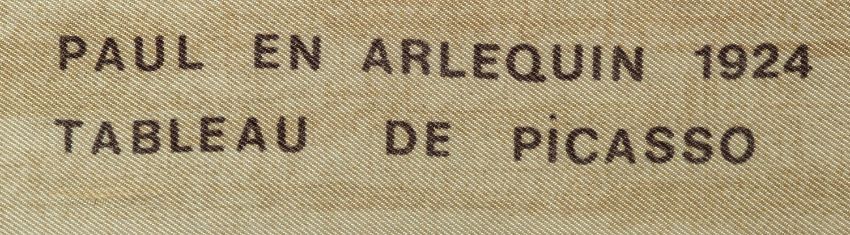 PAUL EN ARLEQUIN 1924
TABLEAU DE PiCASSO